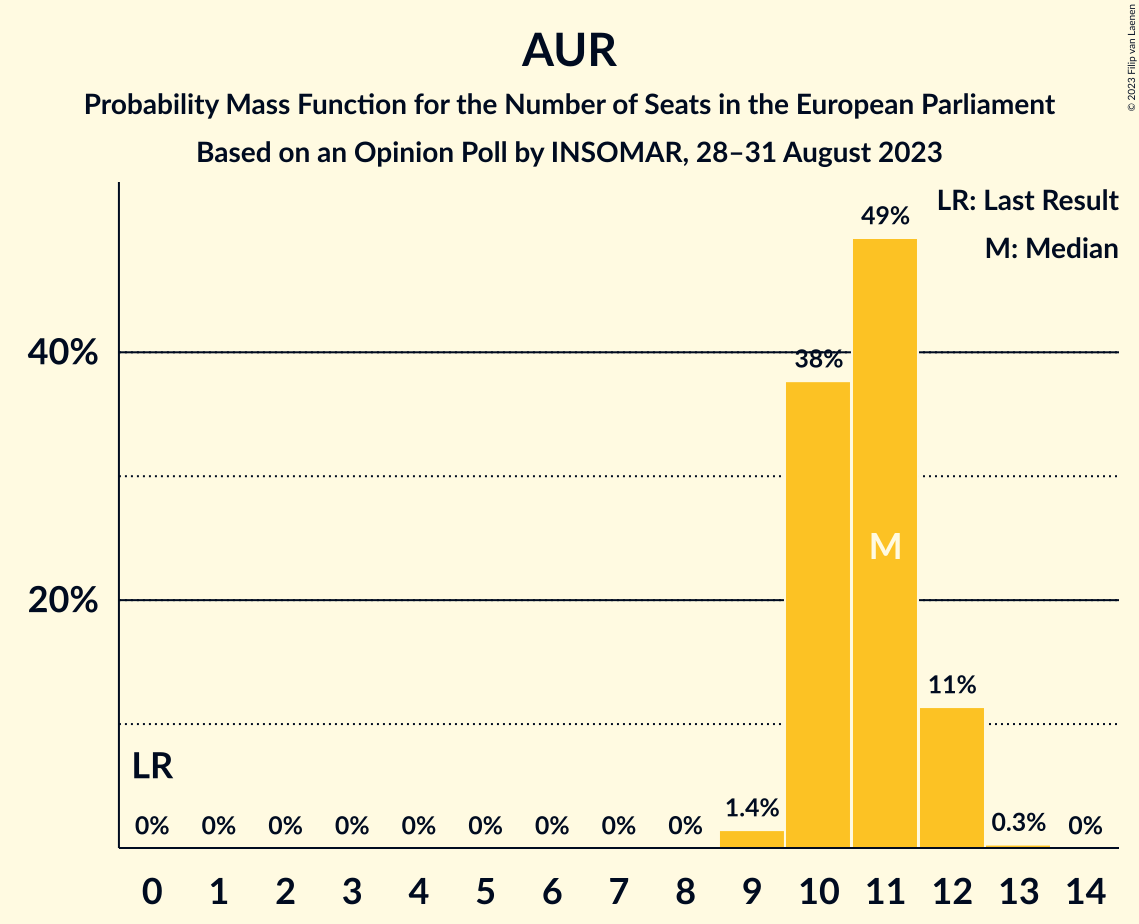 AUR
Probability Mass Function for the Number of Seats in the European Parliament
Based on an Opinion Poll by INSOMAR, 28–31 August 2023
© 2023 Filip van Laenen
LR: Last Result
M: Median
49%
40%
38%
M
20%
11%
LR
1.4%
0% 0% 0% 0% 0% 0% 0% 0% 0% 0.3% 0%
0 1 2 3 4 5 6 7 8 9 10 11 12 13 14